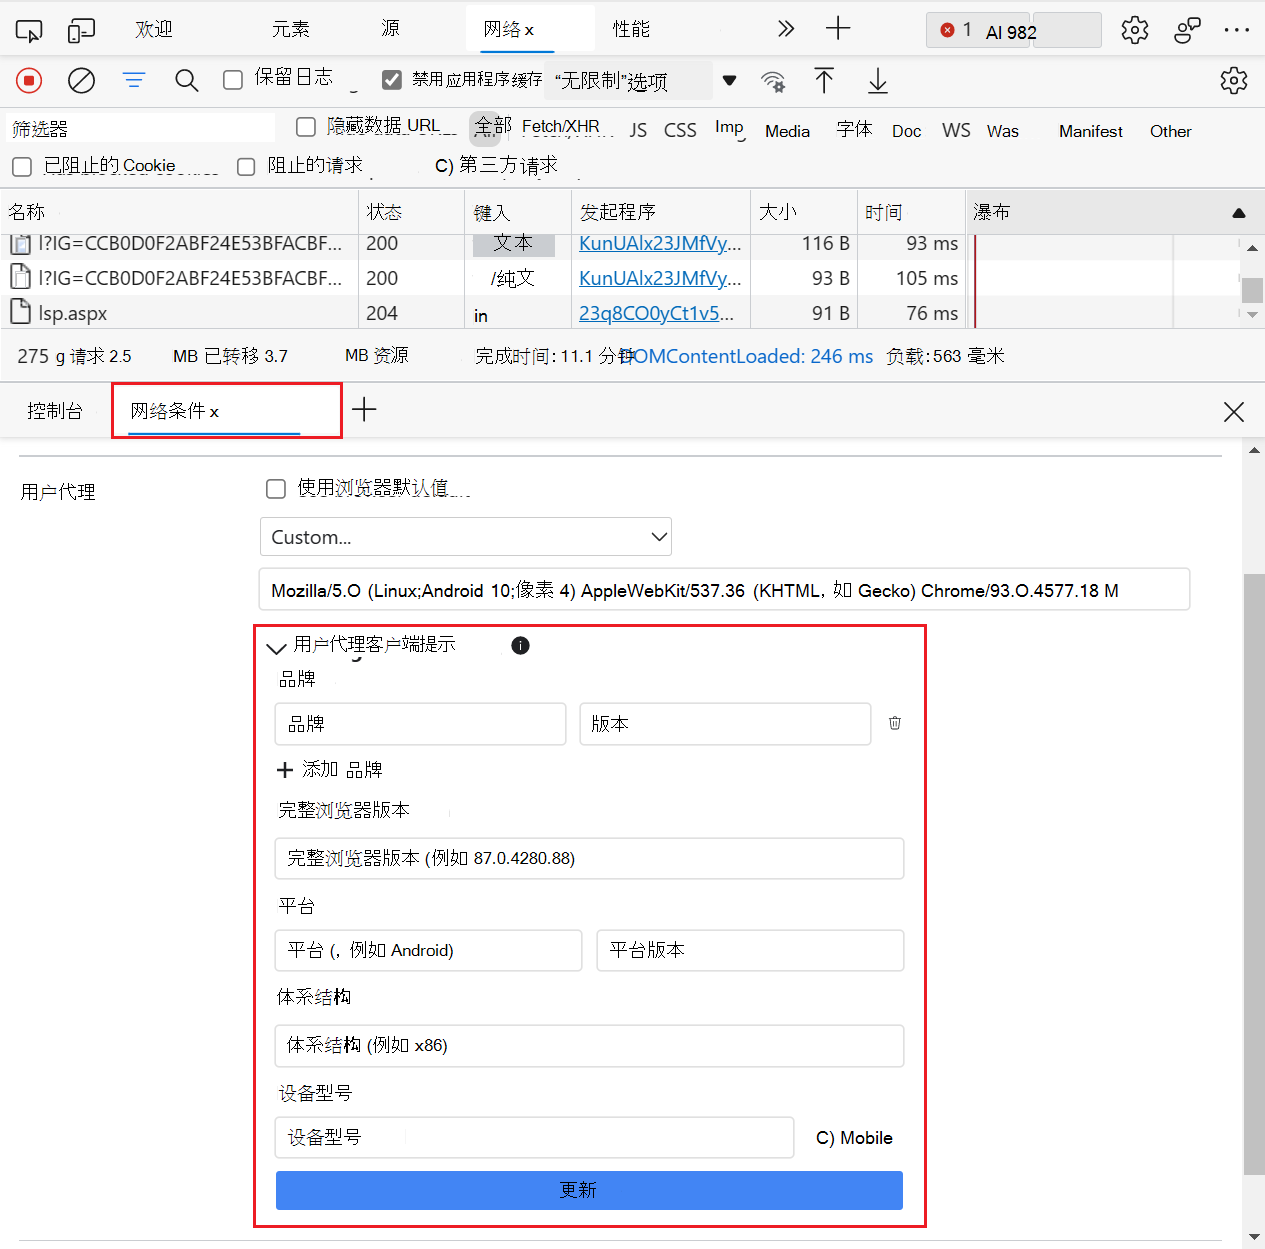 欢迎 元素 源 网络 x 性能 1 AI 982
保留日志 禁用应用程序缓存 “无限制”选项
筛选器 隐藏数据 URL 全部 Fetch/XHR JS CSS Img Media 字体 Doc WS Was Manifest Other
已阻止的 Cookie 阻止的请求 C) 第三方请求
名称 状态 键入 发起程序 大小 时间 瀑布
l?IG=CCB0D0F2ABF24E53BFACBF... 200 文本 KunUAlx23JMfVy... 116 B 93 ms
l?IG=CCB0D0F2ABF24E53BFACBF... 200 /纯文 KunUAlx23JMfVy... 93 B 105 ms
lsp.aspx 204 in 23q8CO0yCt1v5... 91 B 76 ms
275 g 请求 2.5 MB 已转移 3.7 MB 资源 完成时间: 11.1 分钟 DOMContentLoaded: 246 ms 负载: 563 毫米
控制台 网络条件 x
用户代理 使用浏览器默认值
Custom...
Mozilla/5.O (Linux;Android 10;像素 4) AppleWebKit/537.36 (KHTML, 如 Gecko) Chrome/93.O.4577.18 M
用户代理客户端提示
品牌
品牌 版本
添加 品牌
完整浏览器版本
完整浏览器版本 (例如 87.0.4280.88)
平台
平台 (, 例如 Android) 平台版本
体系结构
体系结构 (例如 x86)
设备型号
设备型号 C) Mobile
更新